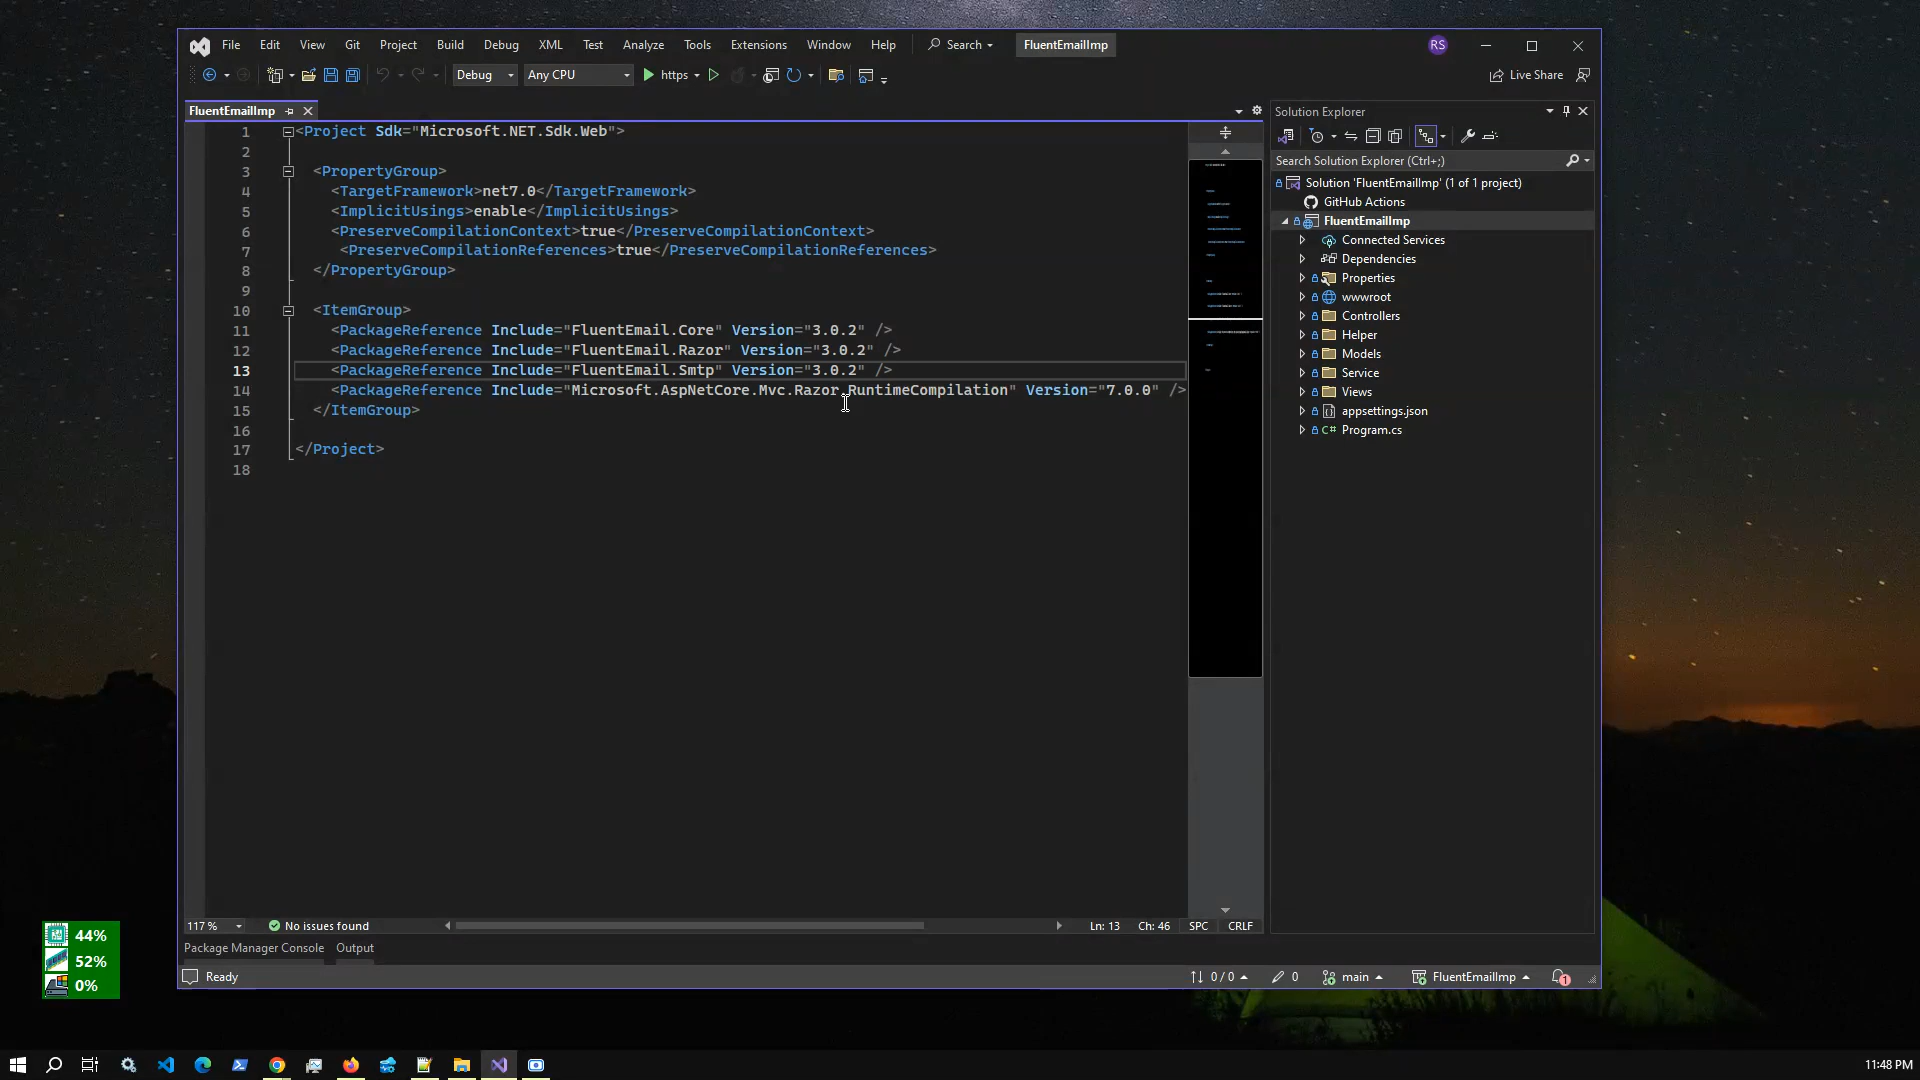 File Edit View Git Project Build Debug Test XML Analyze Tools Extensions Window Help Search FluentEmailImp RS
Debug Any CPU https Live Share
FluentEmailImp
1 <Project Sdk="Microsoft.NET.Sdk.Web">
2
3 <PropertyGroup>
4 <TargetFramework>net7.0</TargetFramework>
5 <ImplicitUsings>enable</ImplicitUsings>
6 <PreserveCompilationContext>true</PreserveCompilationContext>
7 <PreserveCompilationReferences>true</PreserveCompilationReferences>
8 </PropertyGroup>
9
10 <ItemGroup>
11 <PackageReference Include="FluentEmail.Core" Version="3.0.2" />
12 <PackageReference Include="FluentEmail.Razor" Version="3.0.2" />
13 <PackageReference Include="FluentEmail.Smtp" Version="3.0.2" />
14 <PackageReference Include="Microsoft.AspNetCore.Mvc.Razor.RuntimeCompilation" Version="7.0.0" />
15 </ItemGroup>
16
17 </Project>
18
117 % No issues found Ln: 13 Ch: 46 SPC CRLF
Package Manager Console Output
Solution Explorer
Search Solution Explorer (Ctrl+;)
Solution 'FluentEmailImp' (1 of 1 project)
GitHub Actions
FluentEmailImp
Connected Services
Dependencies
Properties
wwwroot
Controllers
Helper
Models
Service
Views
appsettings.json
C# Program.cs
Ready 0 / 0 0 main FluentEmailImp 1
44%
52%
0%
11:48 PM